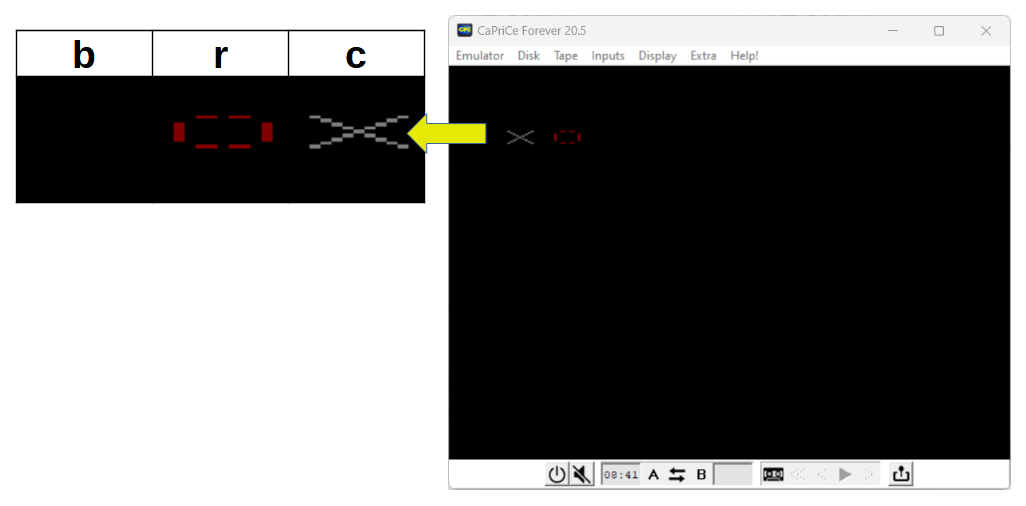 b r c
CPC CaPriCe Forever 20.5
Emulator Disk Tape Inputs Display Extra Help!
08:41 A B